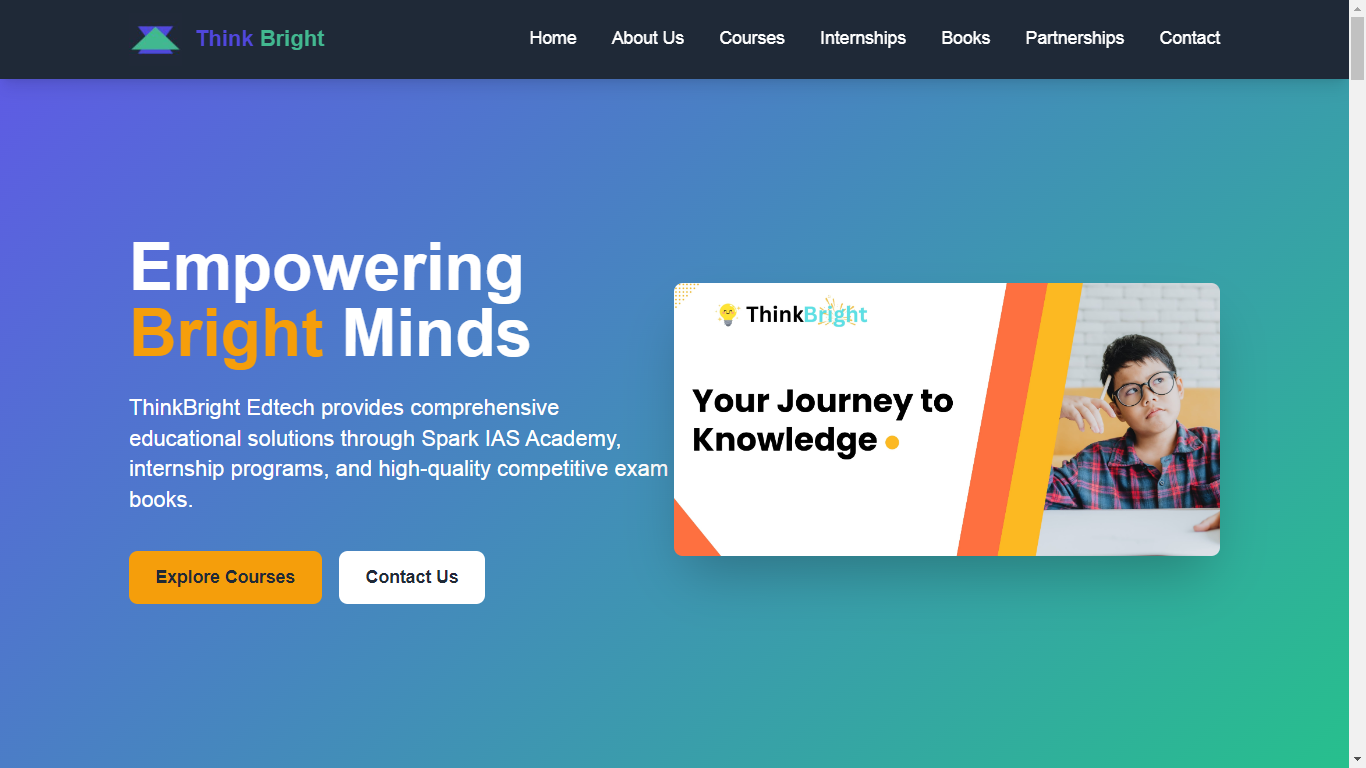 Think Bright
Home
About Us
Courses
Internships
Books
Partnerships
Contact
Empowering
Bright Minds
ThinkBright Edtech provides comprehensive
educational solutions through Spark IAS Academy,
internship programs, and high-quality competitive exam
books.
Explore Courses
Contact Us
ThinkBright
Your Journey to
Knowledge